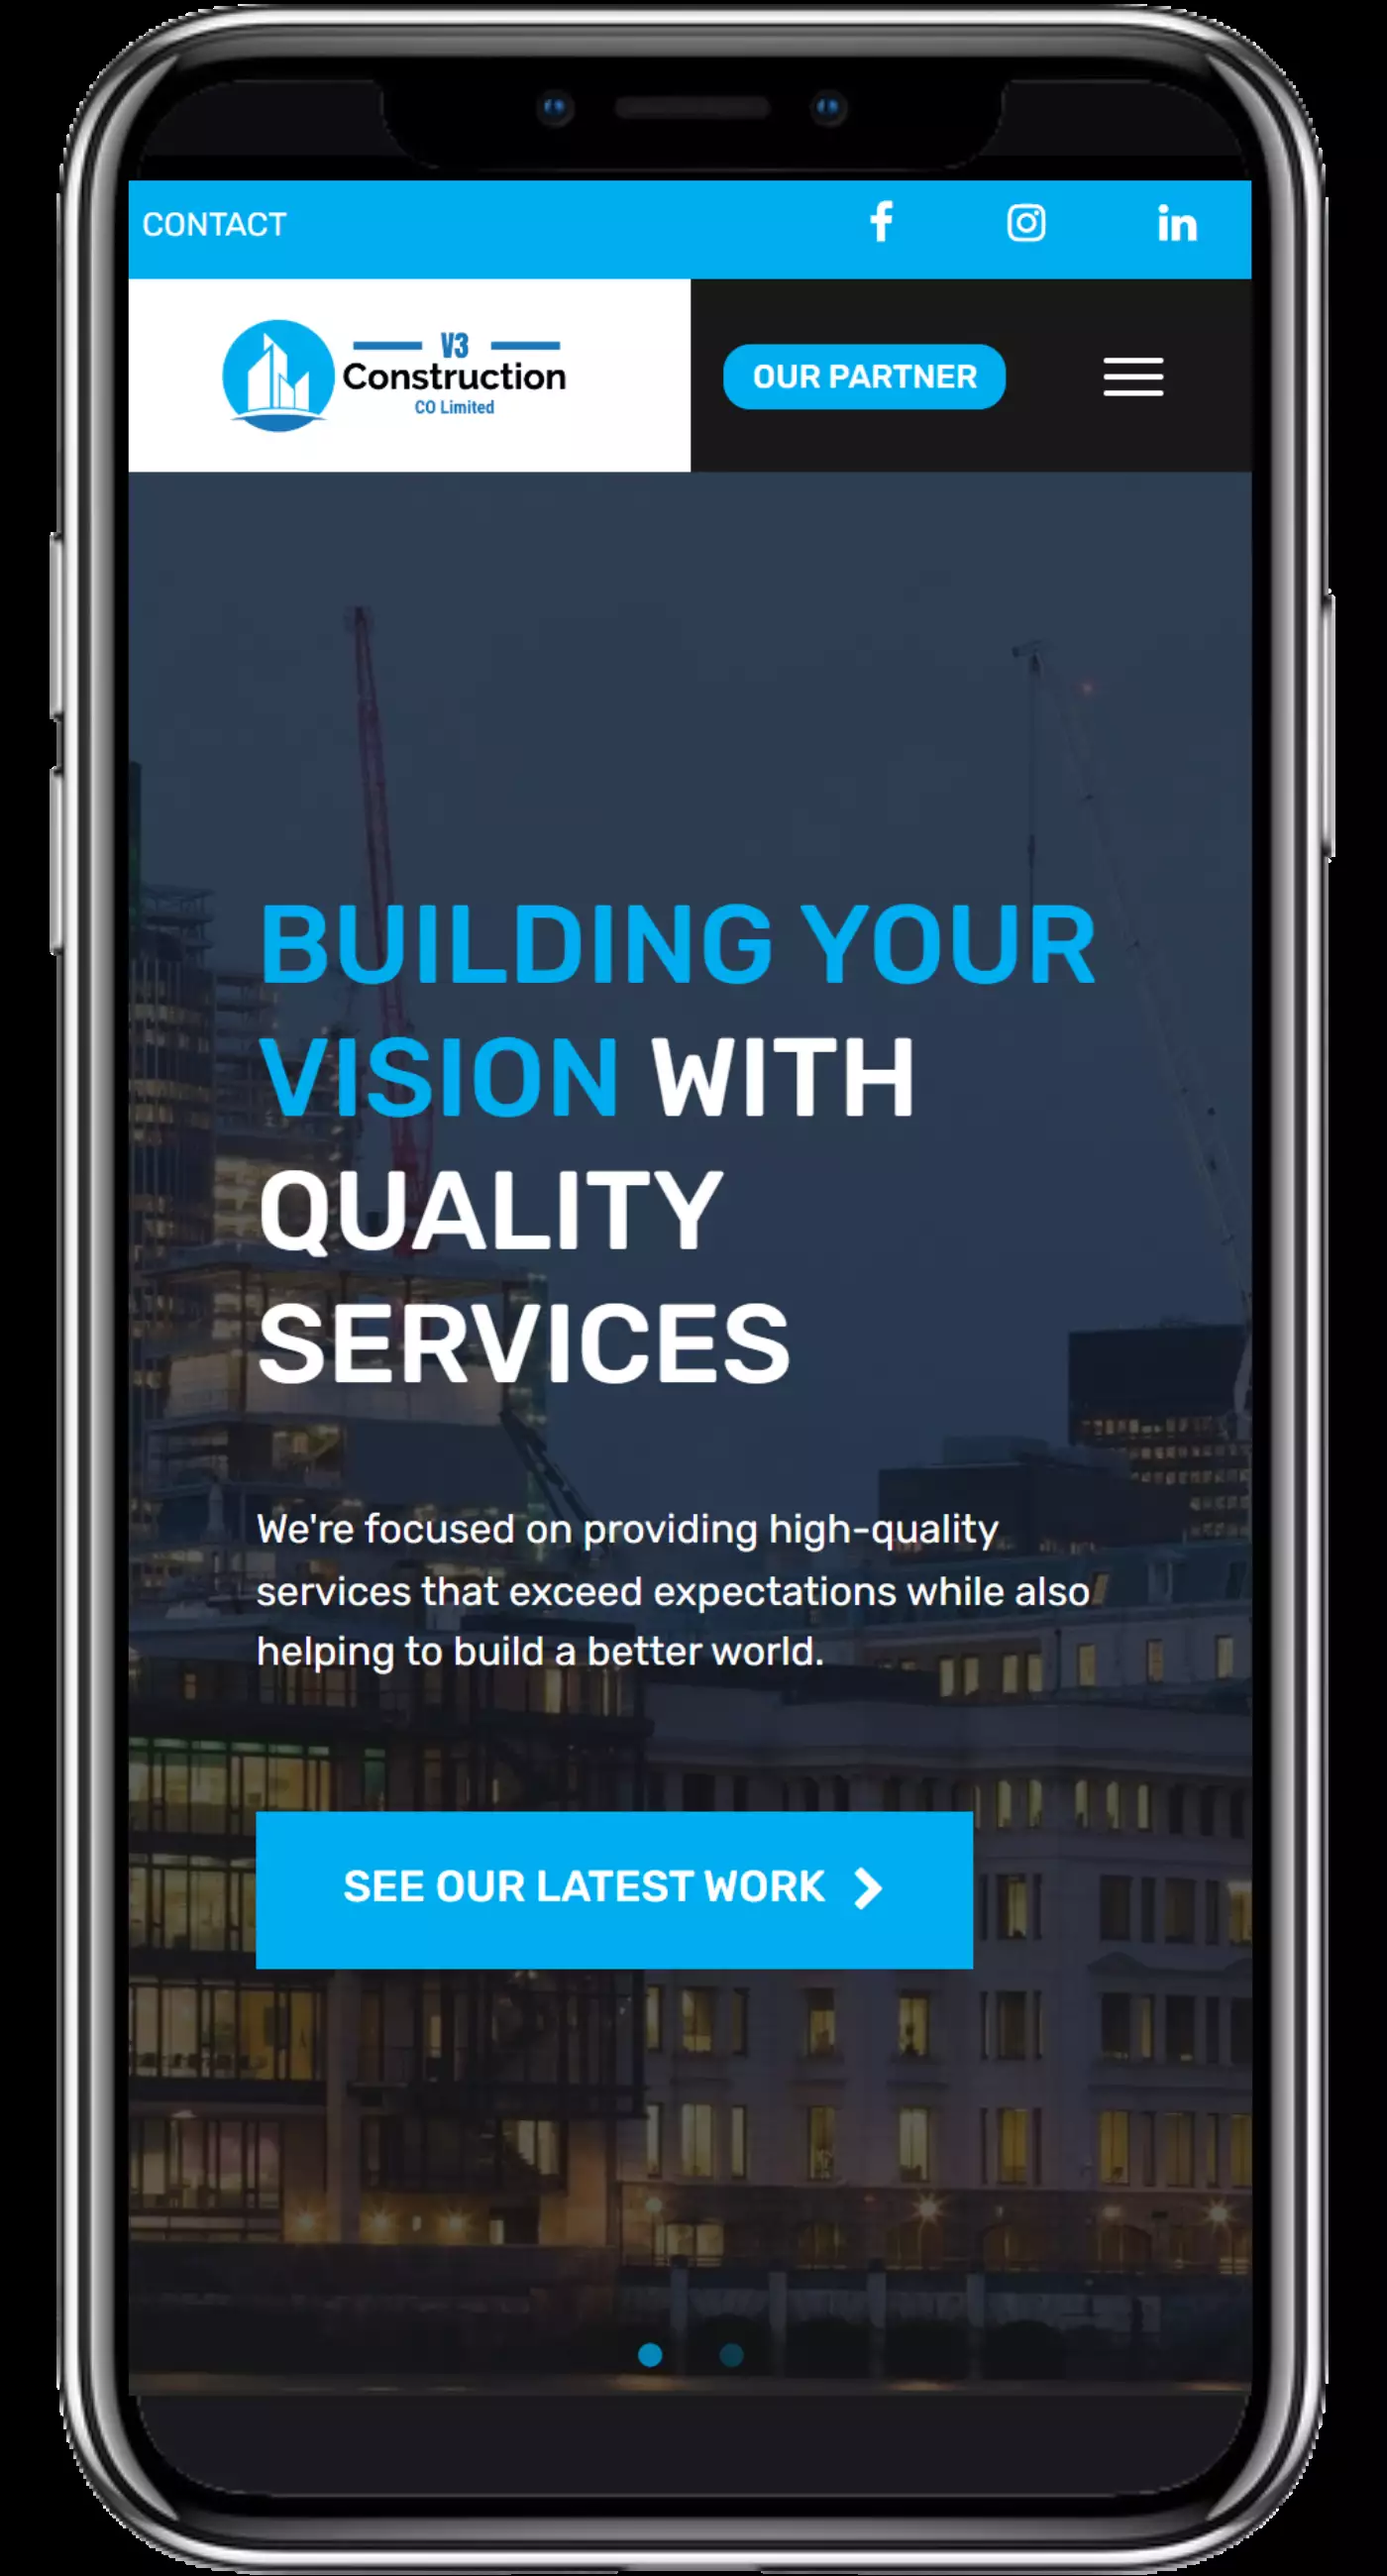 CONTACT
V3
Construction
CO Limited
OUR PARTNER
BUILDING YOUR
VISION WITH
QUALITY
SERVICES
We're focused on providing high-quality
services that exceed expectations while also
helping to build a better world.
SEE OUR LATEST WORK